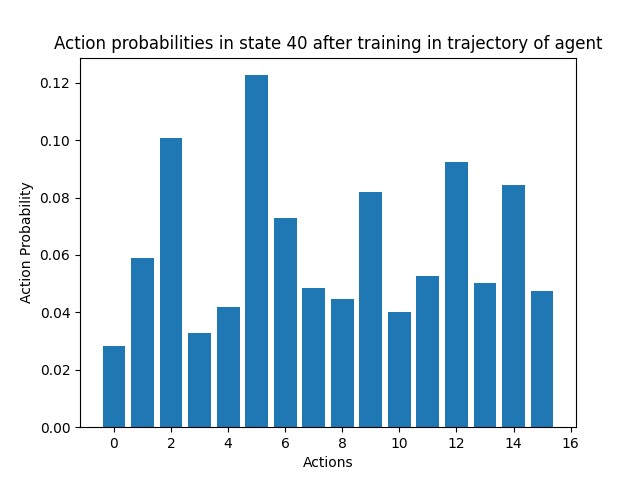 Action probabilities in state 40 after training in trajectory of agent
0.12
0.10
0.08
0.06
0.04
0.02
0.00
Action Probability
0 2 4 6 8 10 12 14 16
Actions